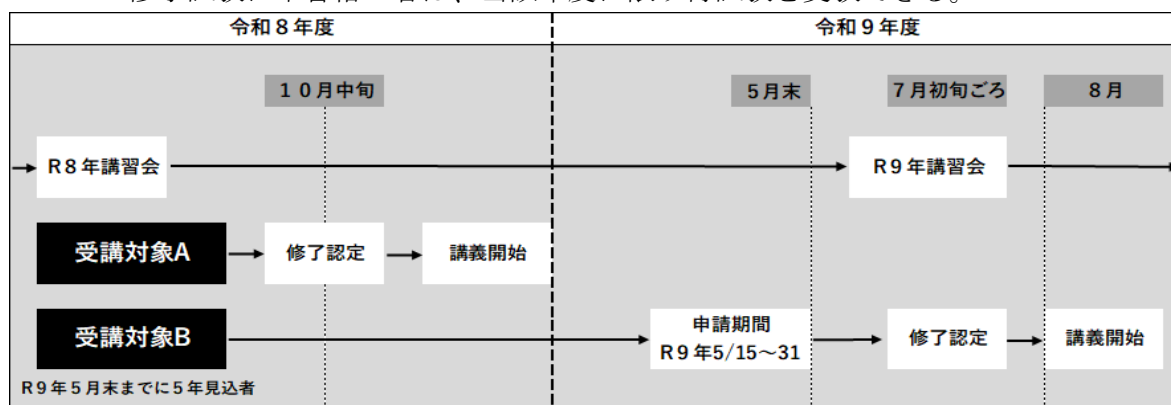 令和８年度 令和９年度
１０月中旬 ５月末 ７月初旬ごろ ８月
R８年講習会 R９年講習会
受講対象A 修了認定 講義開始
受講対象B 申請期間 修了認定 講義開始
R９年5/15～31
R９年５月末までに５年見込者